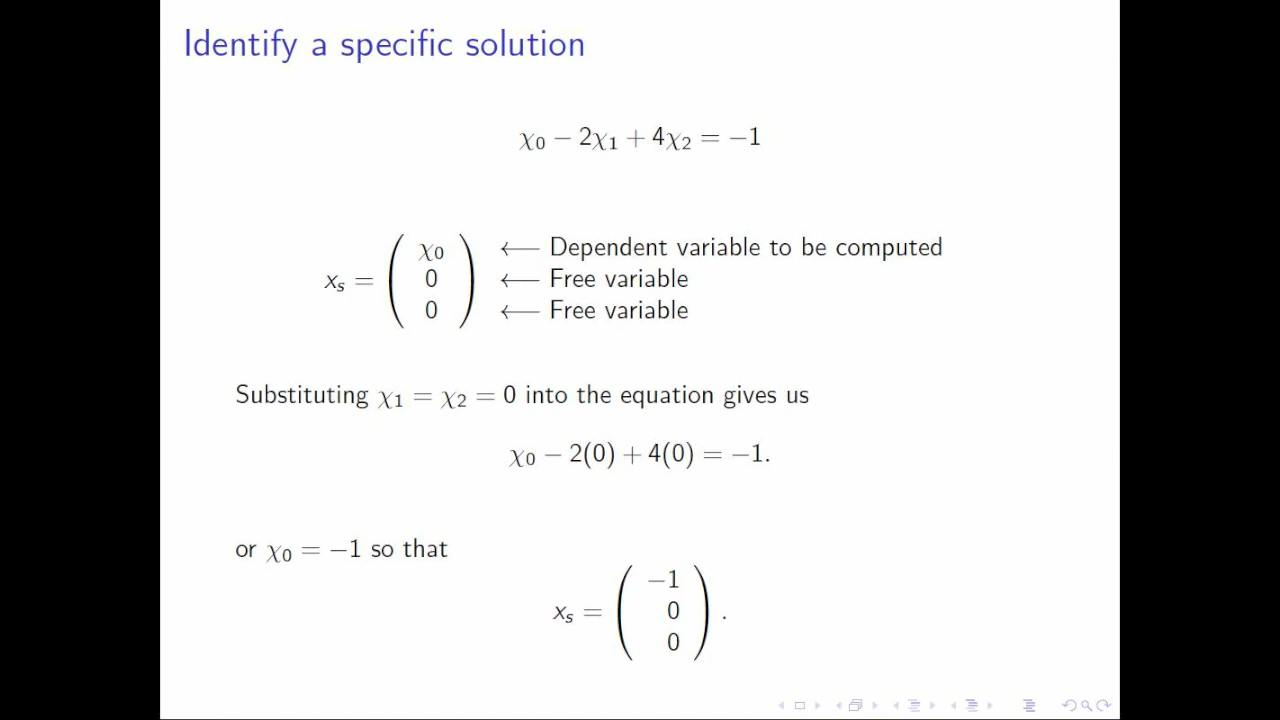 Identify a specific solution
χ₀ − 2χ₁ + 4χ₂ = −1
χ₀ ⟵ Dependent variable to be computed
xₛ = 0 ⟵ Free variable
0 ⟵ Free variable
Substituting χ₁ = χ₂ = 0 into the equation gives us
χ₀ − 2(0) + 4(0) = −1.
or χ₀ = −1 so that
−1
xₛ = ( 0 ) .
0